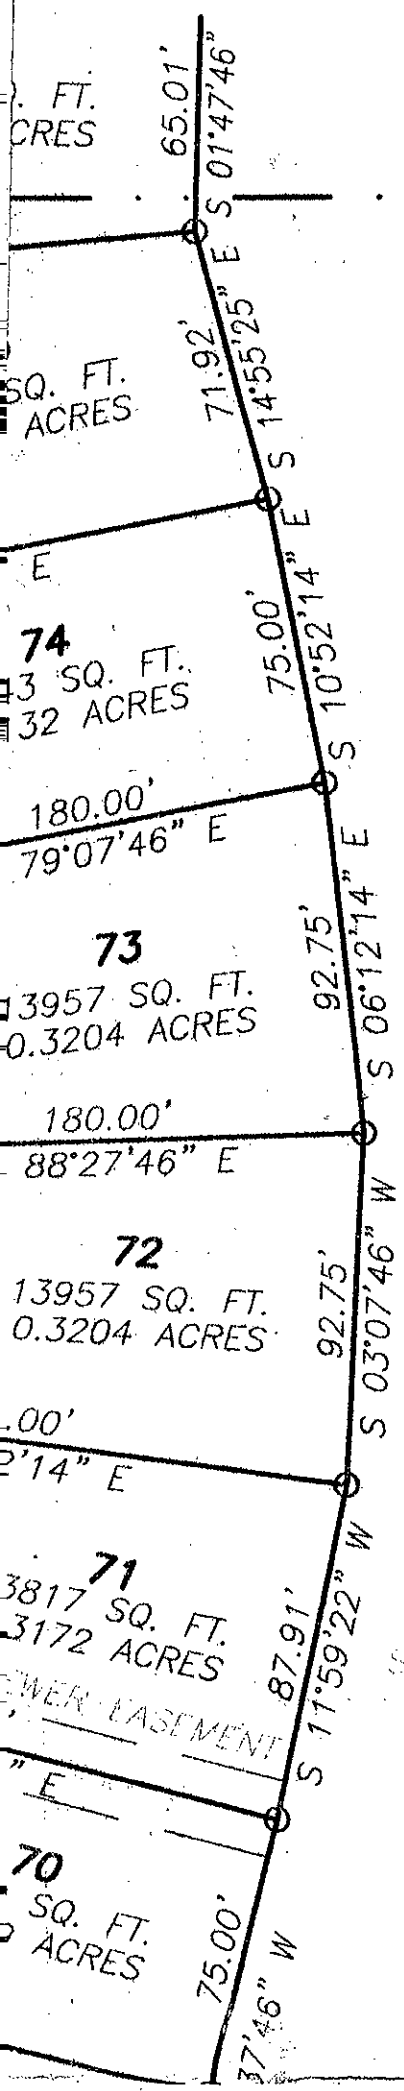 65.01'
S 01°47'46"
FT.
CRES
E
71.92'
S 14°55'25" E
SQ. FT.
ACRES
E
74
3 SQ. FT.
32 ACRES
75.00'
S 10°52'14" E
180.00'
79°07'46" E
73
13957 SQ. FT.
0.3204 ACRES
92.75'
S 06°12'14" E
180.00'
88°27'46" E
72
13957 SQ. FT.
0.3204 ACRES
92.75'
S 03°07'46" W
.00'
2'14" E
71
3817 SQ. FT.
.3172 ACRES
87.91'
S 11°59'22" W
EWER EASEMENT
" E
70
SQ. FT.
ACRES
75.00'
37'46" W